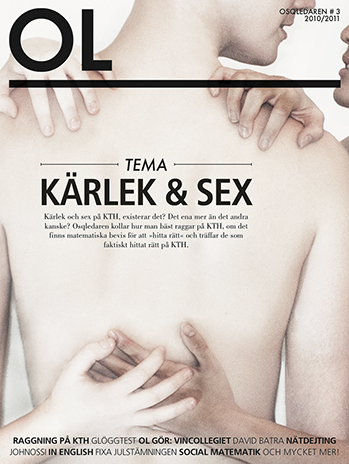 OL
OSQLEDAREN # 3
2010/2011
TEMA
KÄRLEK & SEX
Kärlek och sex på KTH, existerar det? Det ena mer än det andra
kanske? Osqledaren kollar hur man bäst raggar på KTH, om det
finns matematiska bevis för att »hitta rätt« och träffar de som
faktiskt hittat rätt på KTH.
RAGGNING PÅ KTH GLÖGGTEST OL GÖR: VINCOLLEGIET DAVID BATRA NÄTDEJTING
JOHNOSSI IN ENGLISH FIXA JULSTÄMNINGEN SOCIAL MATEMATIK OCH MYCKET MER!